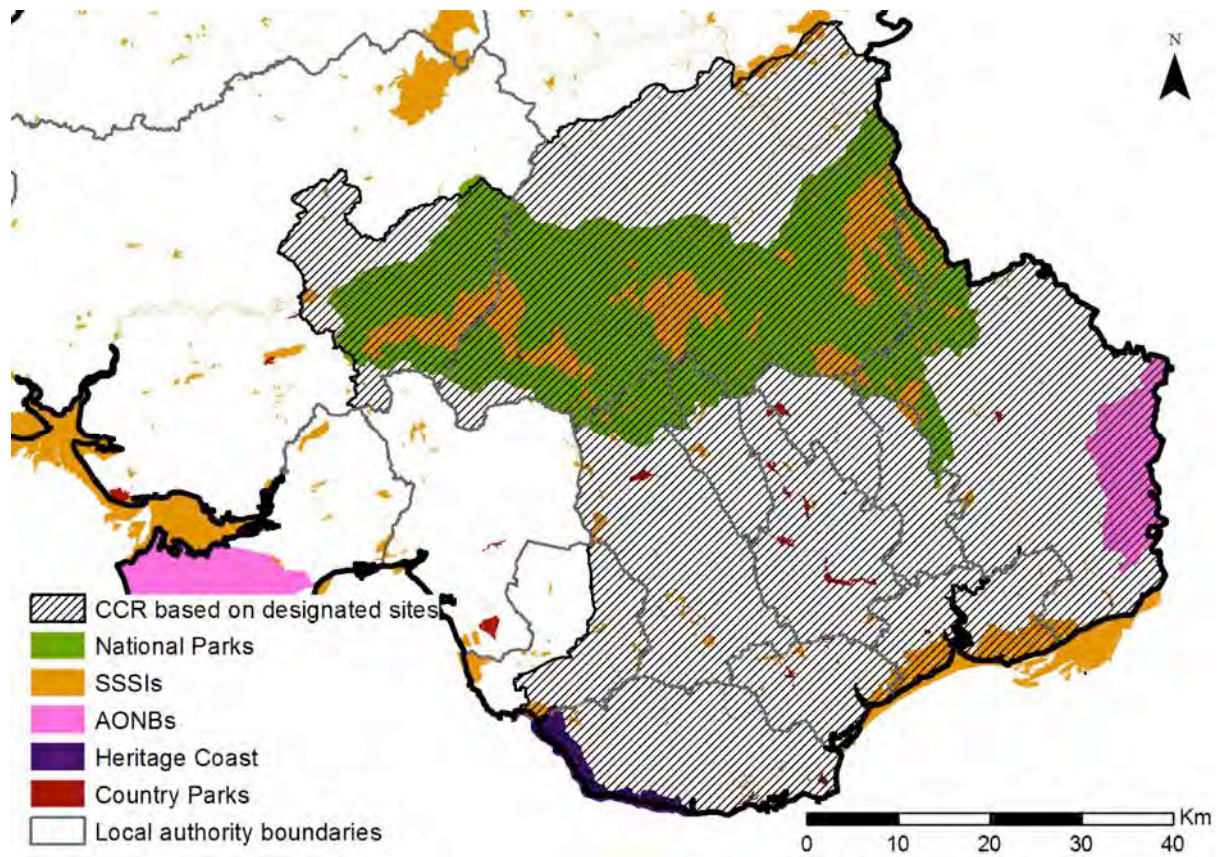 N
CCR based on designated sites
National Parks
SSSIs
AONBs
Heritage Coast
Country Parks
Local authority boundaries
Km
0 10 20 30 40